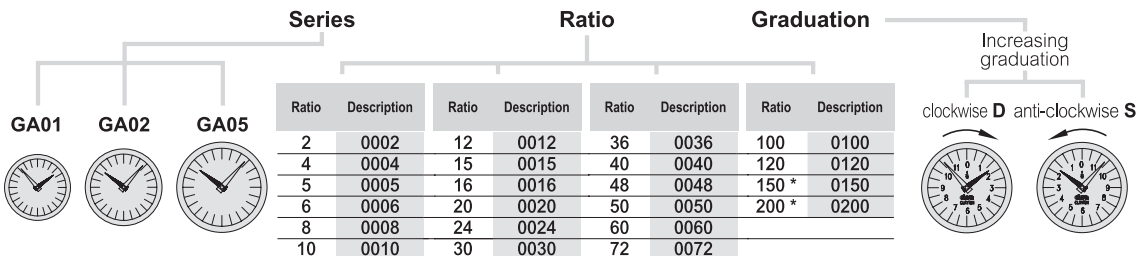 Series Ratio Graduation
Increasing
graduation
GA01 GA02 GA05
Ratio Description Ratio Description Ratio Description Ratio Description
clockwise D anti-clockwise S
2 0002 12 0012 36 0036 100 0100
4 0004 15 0015 40 0040 120 0120
5 0005 16 0016 48 0048 150 * 0150
6 0006 20 0020 50 0050 200 * 0200
8 0008 24 0024 60 0060
10 0010 30 0030 72 0072